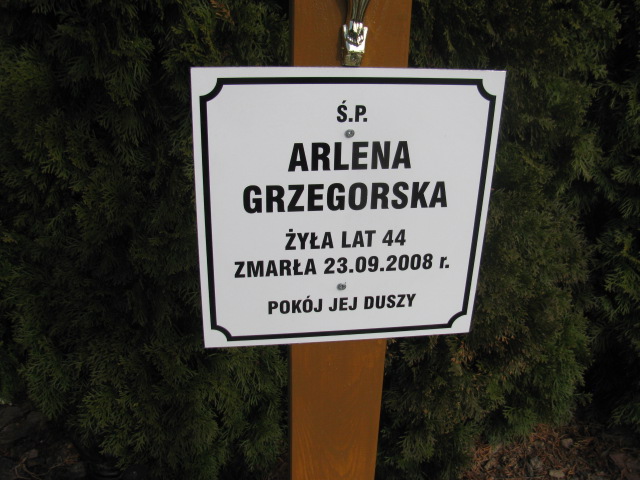 Ś.P.
ARLENA
GRZEGORSKA
ŻYŁA LAT 44
ZMARŁA 23.09.2008 r.
POKÓJ JEJ DUSZY